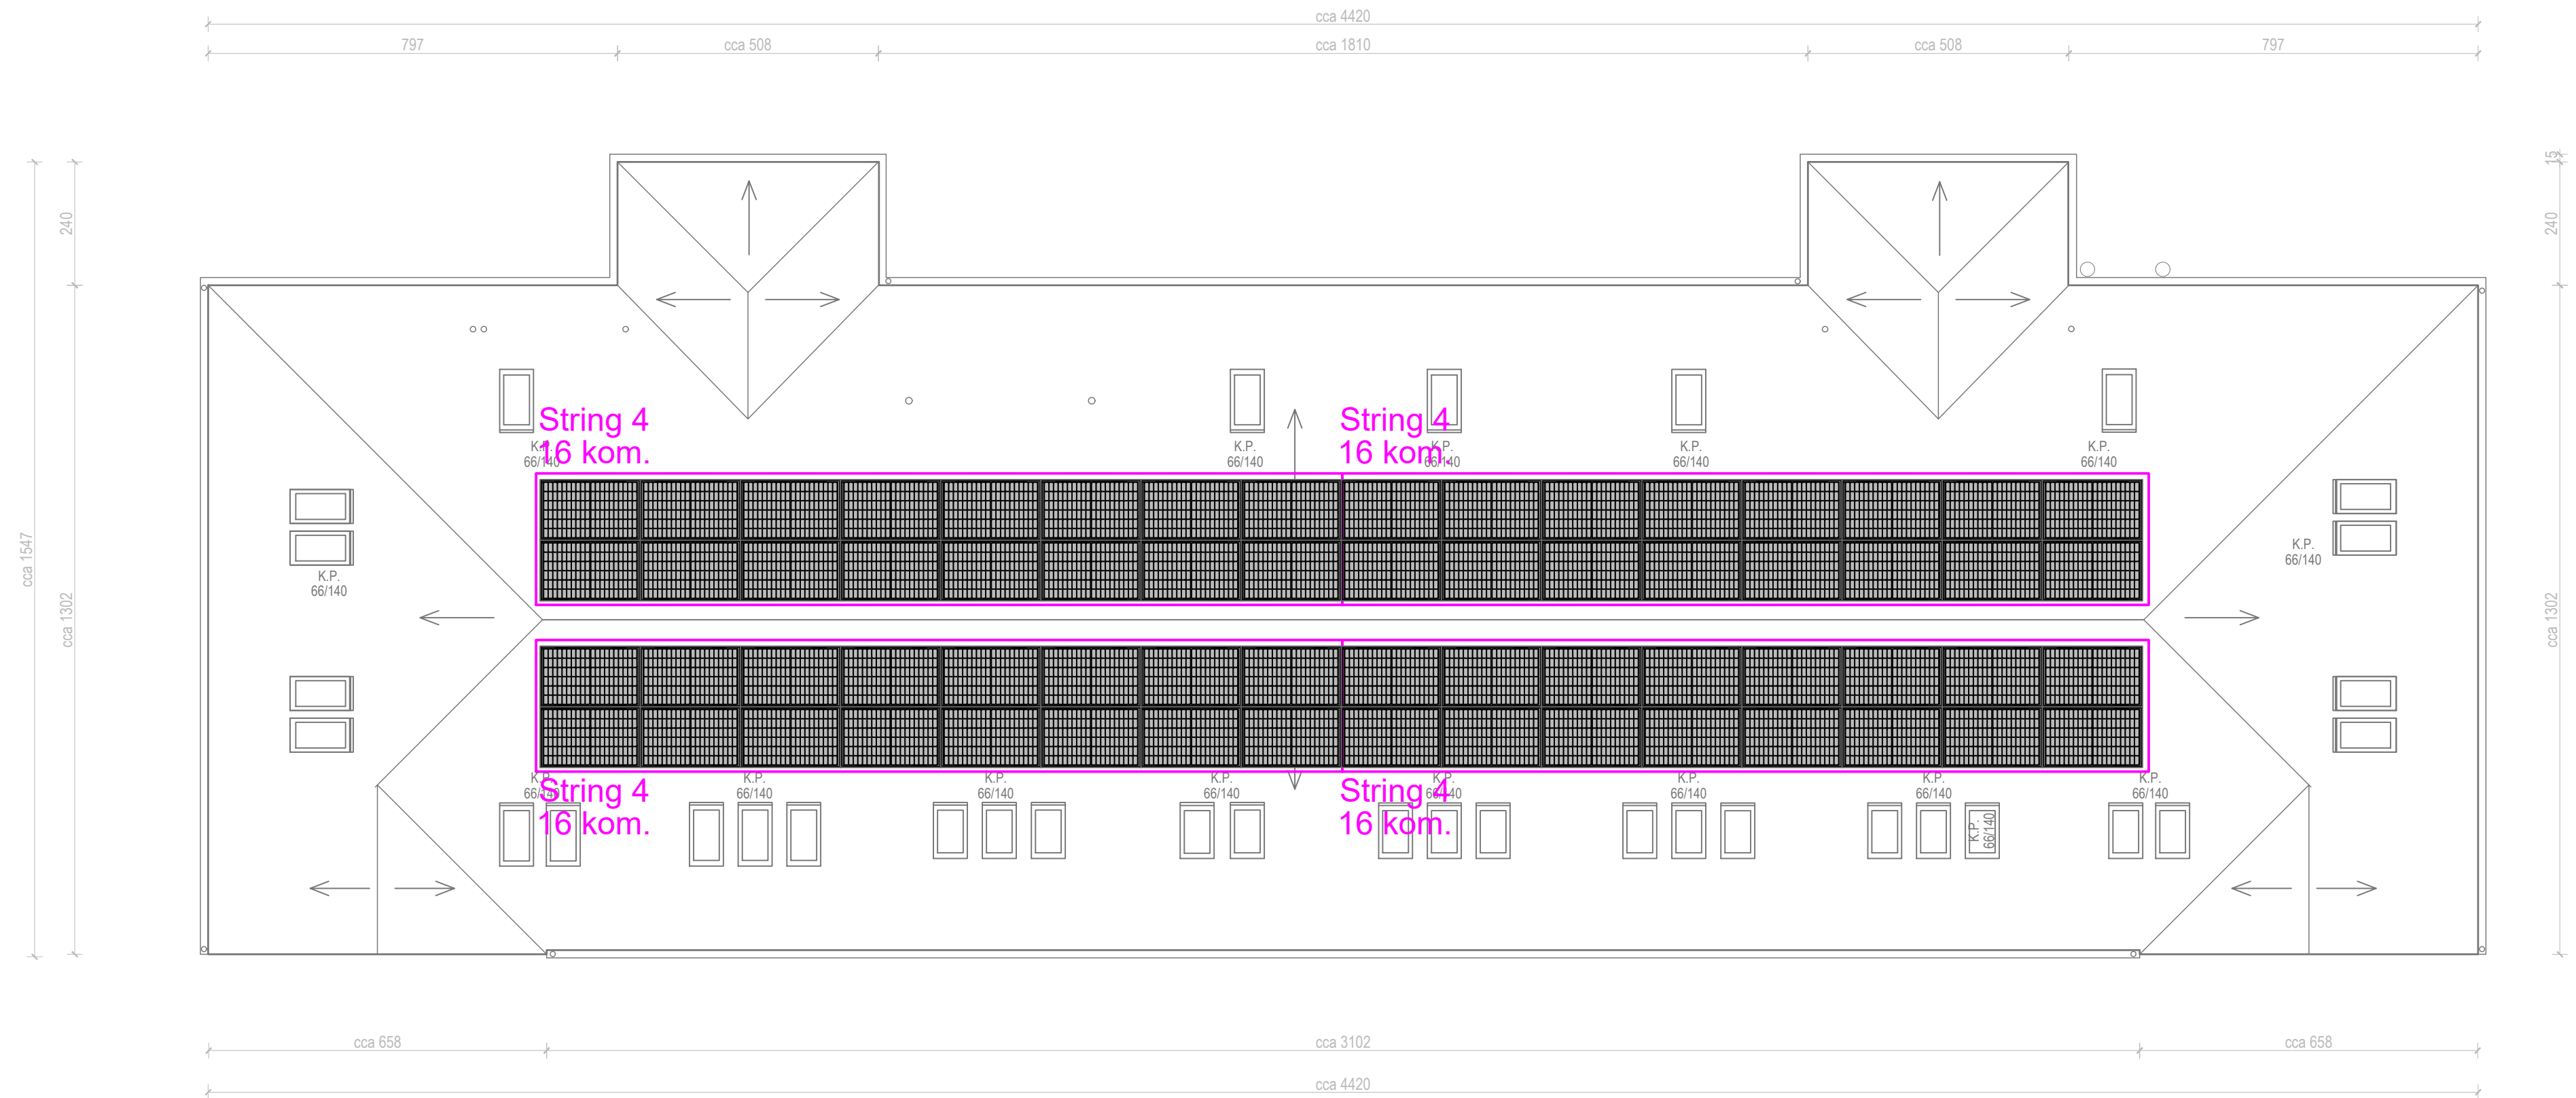 cca 4420
797
cca 508
cca 1810
cca 508
797
15
240
240
cca 1547
cca 1302
cca 1302
String 4
16 kom.
String 4
16 kom.
K.P.
66/140
K.P.
66/140
K.P.
66/140
K.P.
66/140
K.P.
66/140
K.P.
66/140
K.P.
66/140
K.P.
66/140
K.P.
66/140
K.P.
66/140
K.P.
66/140
K.P.
66/140
K.P.
66/140
K.P.
66/140
K.P.
66/140
String 4
16 kom.
String 4
16 kom.
K.P.
66/140
cca 658
cca 3102
cca 658
cca 4420